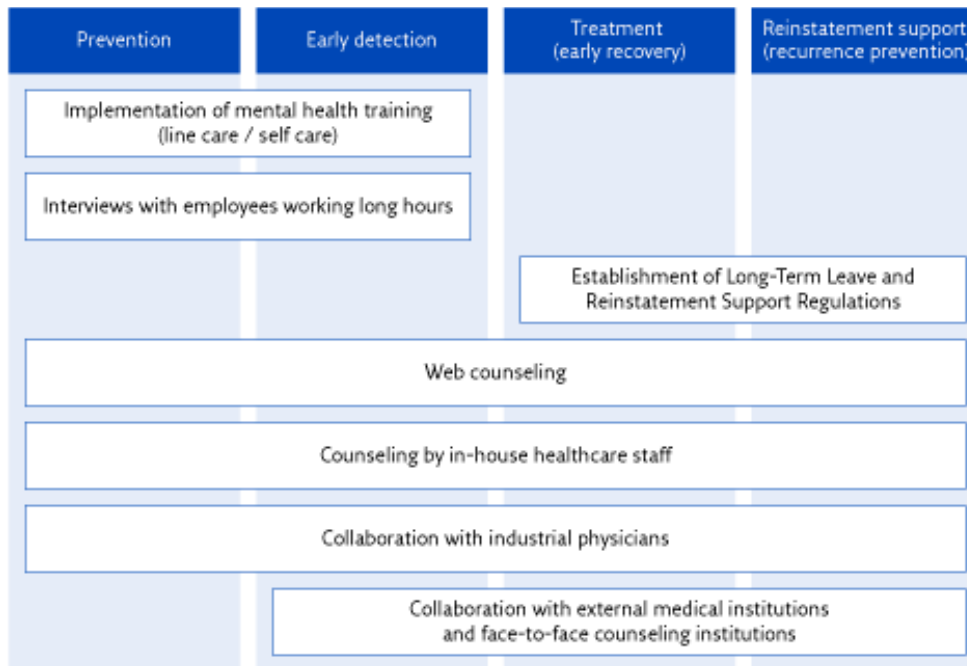 Prevention
Early detection
Treatment
(early recovery)
Reinstatement support
(recurrence prevention)
Implementation of mental health training
(line care / self care)
Interviews with employees working long hours
Establishment of Long-Term Leave and
Reinstatement Support Regulations
Web counseling
Counseling by in-house healthcare staff
Collaboration with industrial physicians
Collaboration with external medical institutions
and face-to-face counseling institutions